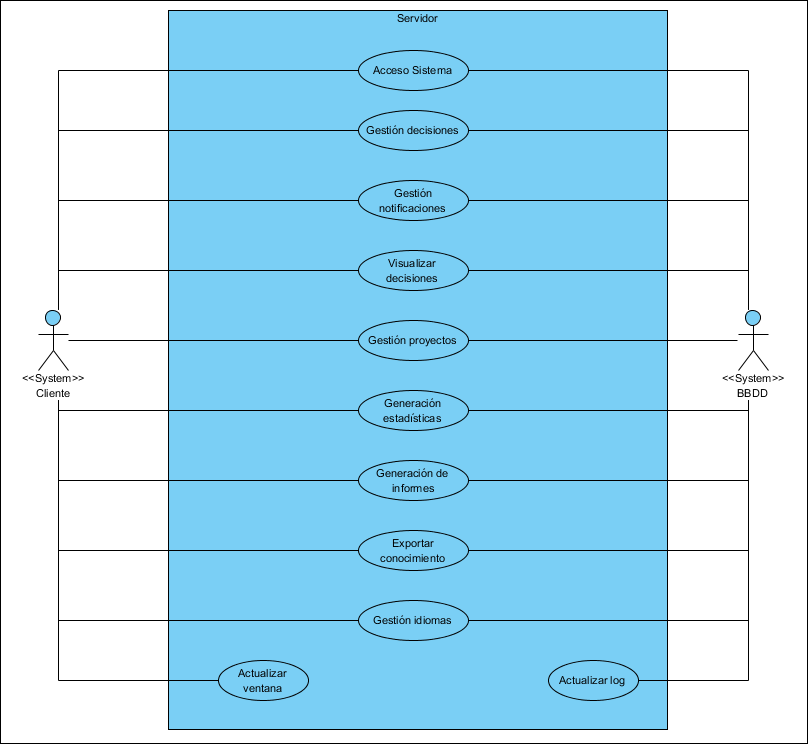 Servidor
Acceso Sistema
Gestión decisiones
Gestión
notificaciones
Visualizar
decisiones
Gestión proyectos
<<System>>
Cliente
<<System>>
BBDD
Generación
estadísticas
Generación de
informes
Exportar
conocimiento
Gestión idiomas
Actualizar
ventana
Actualizar log